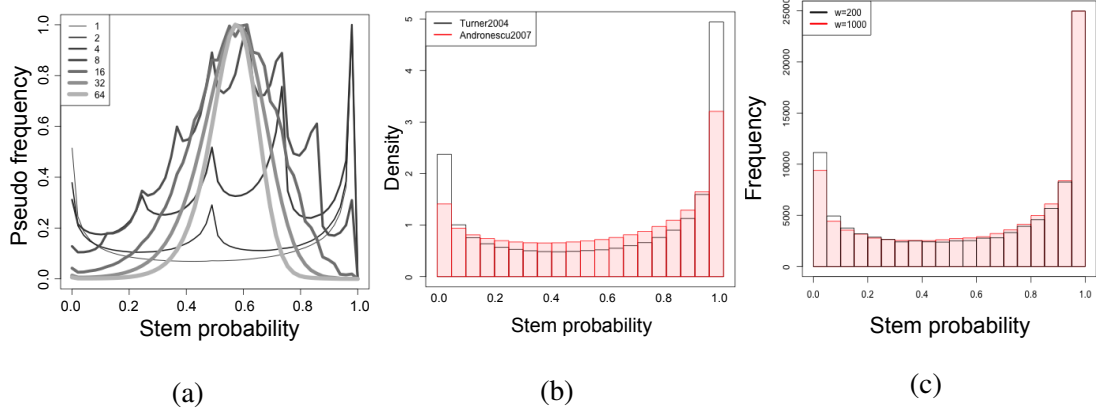 1
2
4
8
16
32
64
Pseudo frequency
0.0 0.2 0.4 0.6 0.8 1.0
0.0 0.2 0.4 0.6 0.8 1.0
Stem probability
(a)
Turner2004
Andronescu2007
Density
0 1 2 3 4 5
0.0 0.2 0.4 0.6 0.8 1.0
Stem probability
(b)
w=200
w=1000
Frequency
0 5000 10000 15000 20000 25000
0.0 0.2 0.4 0.6 0.8 1.0
Stem probability
(c)